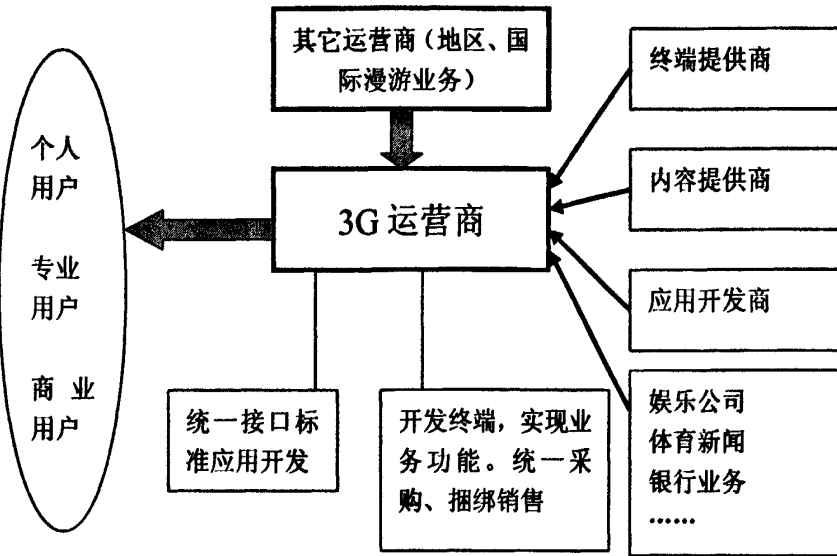 其它运营商（地区、国
际漫游业务）
终端提供商
个人
用户
内容提供商
3G 运营商
专业
用户
应用开发商
商 业
用户
统一接口标
准应用开发
开发终端，实现业
务功能。统一采
购、捆绑销售
娱乐公司
体育新闻
银行业务
……